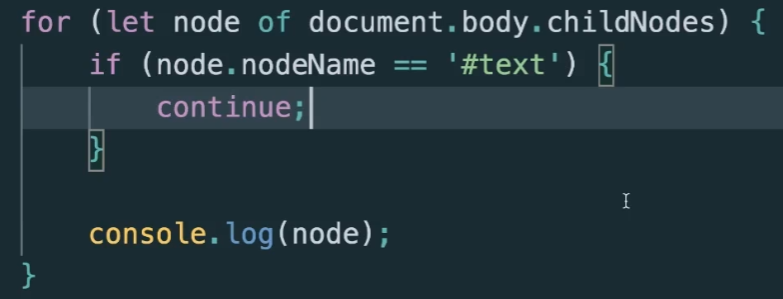 for (let node of document.body.childNodes) {
    if (node.nodeName == '#text') {
        continue;
    }

    console.log(node);
}